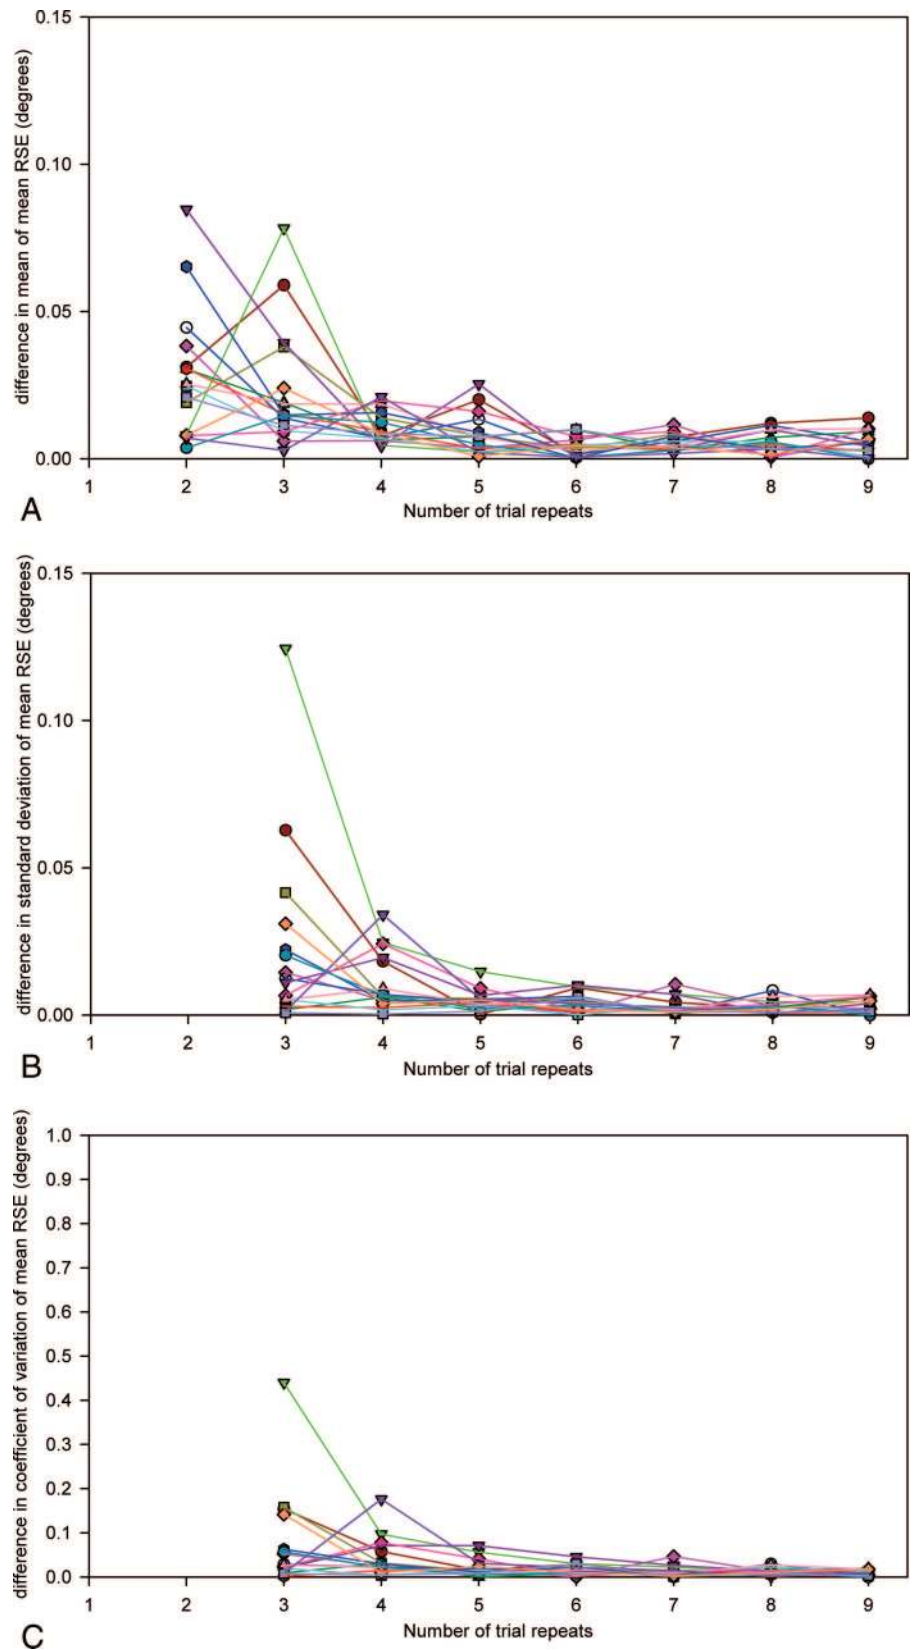 difference in mean of mean RSE (degrees)
0.15
0.10
0.05
0.00
1 2 3 4 5 6 7 8 9
Number of trial repeats
A
difference in standard deviation of mean RSE (degrees)
0.15
0.10
0.05
0.00
1 2 3 4 5 6 7 8 9
Number of trial repeats
B
difference in coefficient of variation of mean RSE (degrees)
1.0
0.9
0.8
0.7
0.6
0.5
0.4
0.3
0.2
0.1
0.0
1 2 3 4 5 6 7 8 9
Number of trial repeats
C